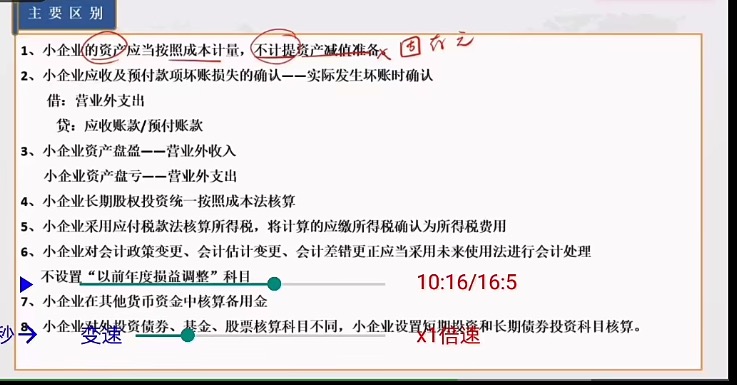 主要区别
1、小企业的资产应当按照成本计量，不计提资产减值准备。
2、小企业应收及预付款项坏账损失的确认——实际发生坏账时确认
借：营业外支出
贷：应收账款/预付账款
3、小企业资产盘盈——营业外收入
小企业资产盘亏——营业外支出
4、小企业长期股权投资统一按照成本法核算
5、小企业采用应付税款法核算所得税，将计算的应缴所得税确认为所得税费用
6、小企业对会计政策变更、会计估计变更、会计差错更正应当采用未来使用法进行会计处理
不设置“以前年度损益调整”科目
10:16/16:5
7、小企业在其他货币资金中核算备用金
8、小企业对外投资债券、基金、股票核算科目不同，小企业设置短期投资和长期债券投资科目核算。
秒
变速
x1倍速